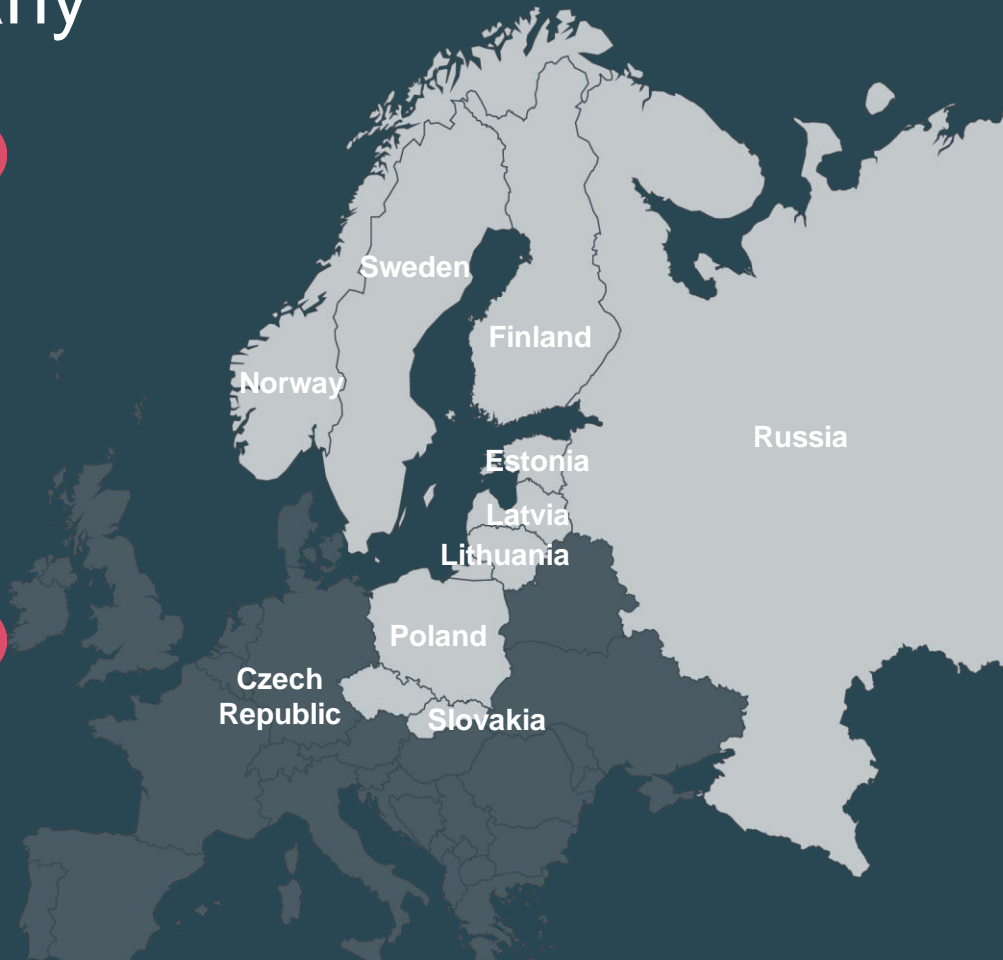 Sweden
Finland
Norway
Russia
Estonia
Latvia
Lithuania
Poland
Czech
Republic
Slovakia